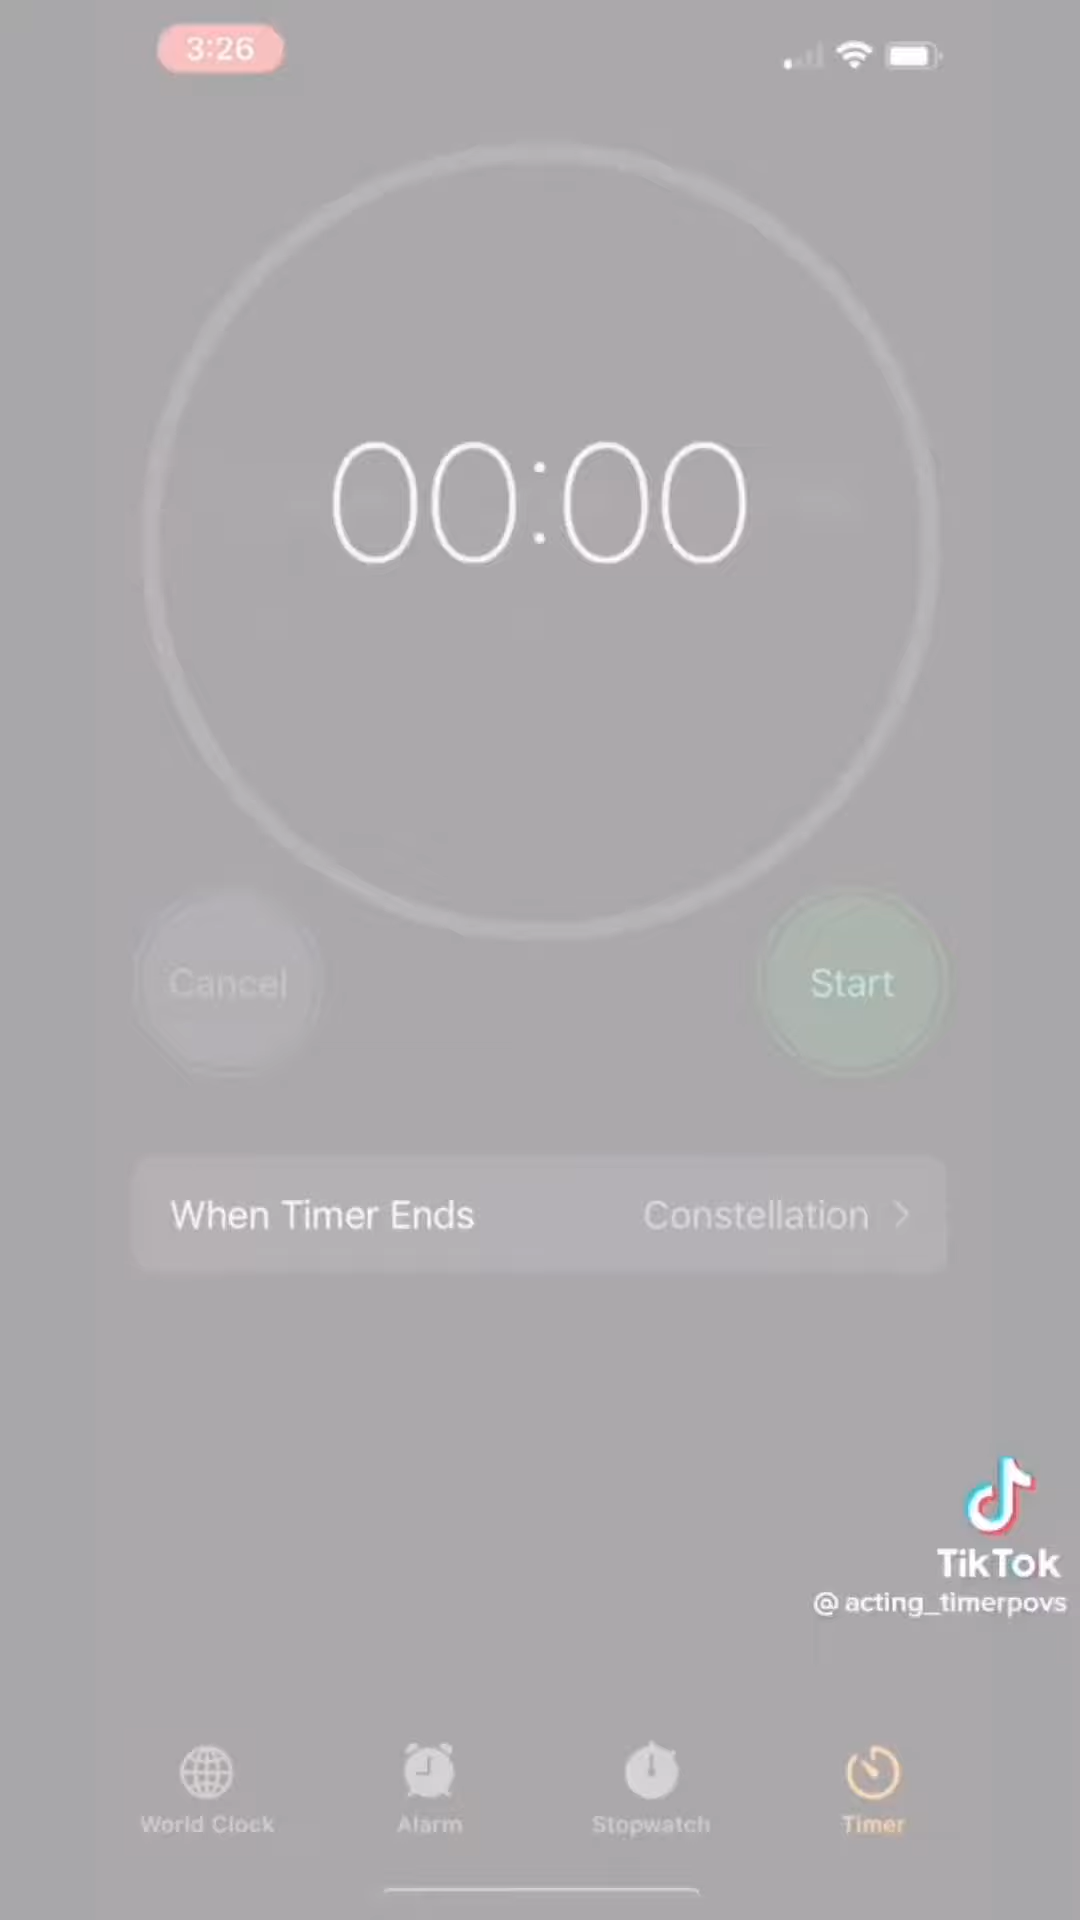 3:26
00:00
Cancel
Start
When Timer Ends Constellation
TikTok
@acting_timerpovs
World Clock
Alarm
Stopwatch
Timer